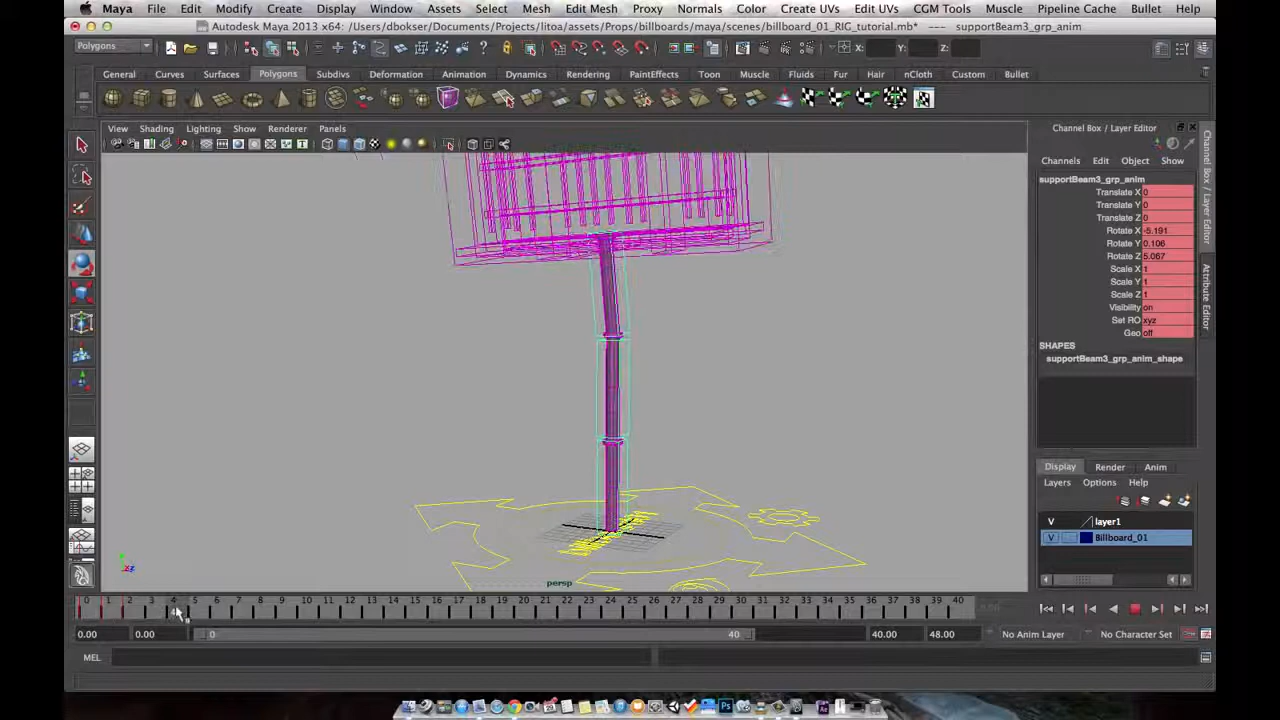 Maya File Edit Modify Create Display Window Assets Select Mesh Edit Mesh Proxy Normals Color Create UVs Edit UVs CGM Tools Muscle Pipeline Cache Bullet Help
Autodesk Maya 2013 x64: /Users/dbokser/Documents/Projects/litoa/assets/Props/billboards/maya/scenes/billboard_01_RIG_tutorial.mb* --- supportBeam3_grp_anim
Polygons X: Y: Z:
General Curves Surfaces Polygons Subdivs Deformation Animation Dynamics Rendering PaintEffects Toon Muscle Fluids Fur Hair nCloth Custom Bullet
View Shading Lighting Show Renderer Panels
Channel Box / Layer Editor
Channels Edit Object Show
supportBeam3_grp_anim
Translate X 0
Translate Y 0
Translate Z 0
Rotate X -5.191
Rotate Y 0.106
Rotate Z 5.067
Scale X 1
Scale Y 1
Scale Z 1
Visibility on
Set RO xyz
Geo off
SHAPES
supportBeam3_grp_anim_shape
Channel Box / Layer Editor
Attribute Editor
Display Render Anim
Layers Options Help
V layer1
V Billboard_01
persp
0 1 2 3 4 5 6 7 8 9 10 11 12 13 14 15 16 17 18 19 20 21 22 23 24 25 26 27 28 29 30 31 32 33 34 35 36 37 38 39 40
0.00 0.00 0 40 40.00 48.00 No Anim Layer No Character Set
MEL